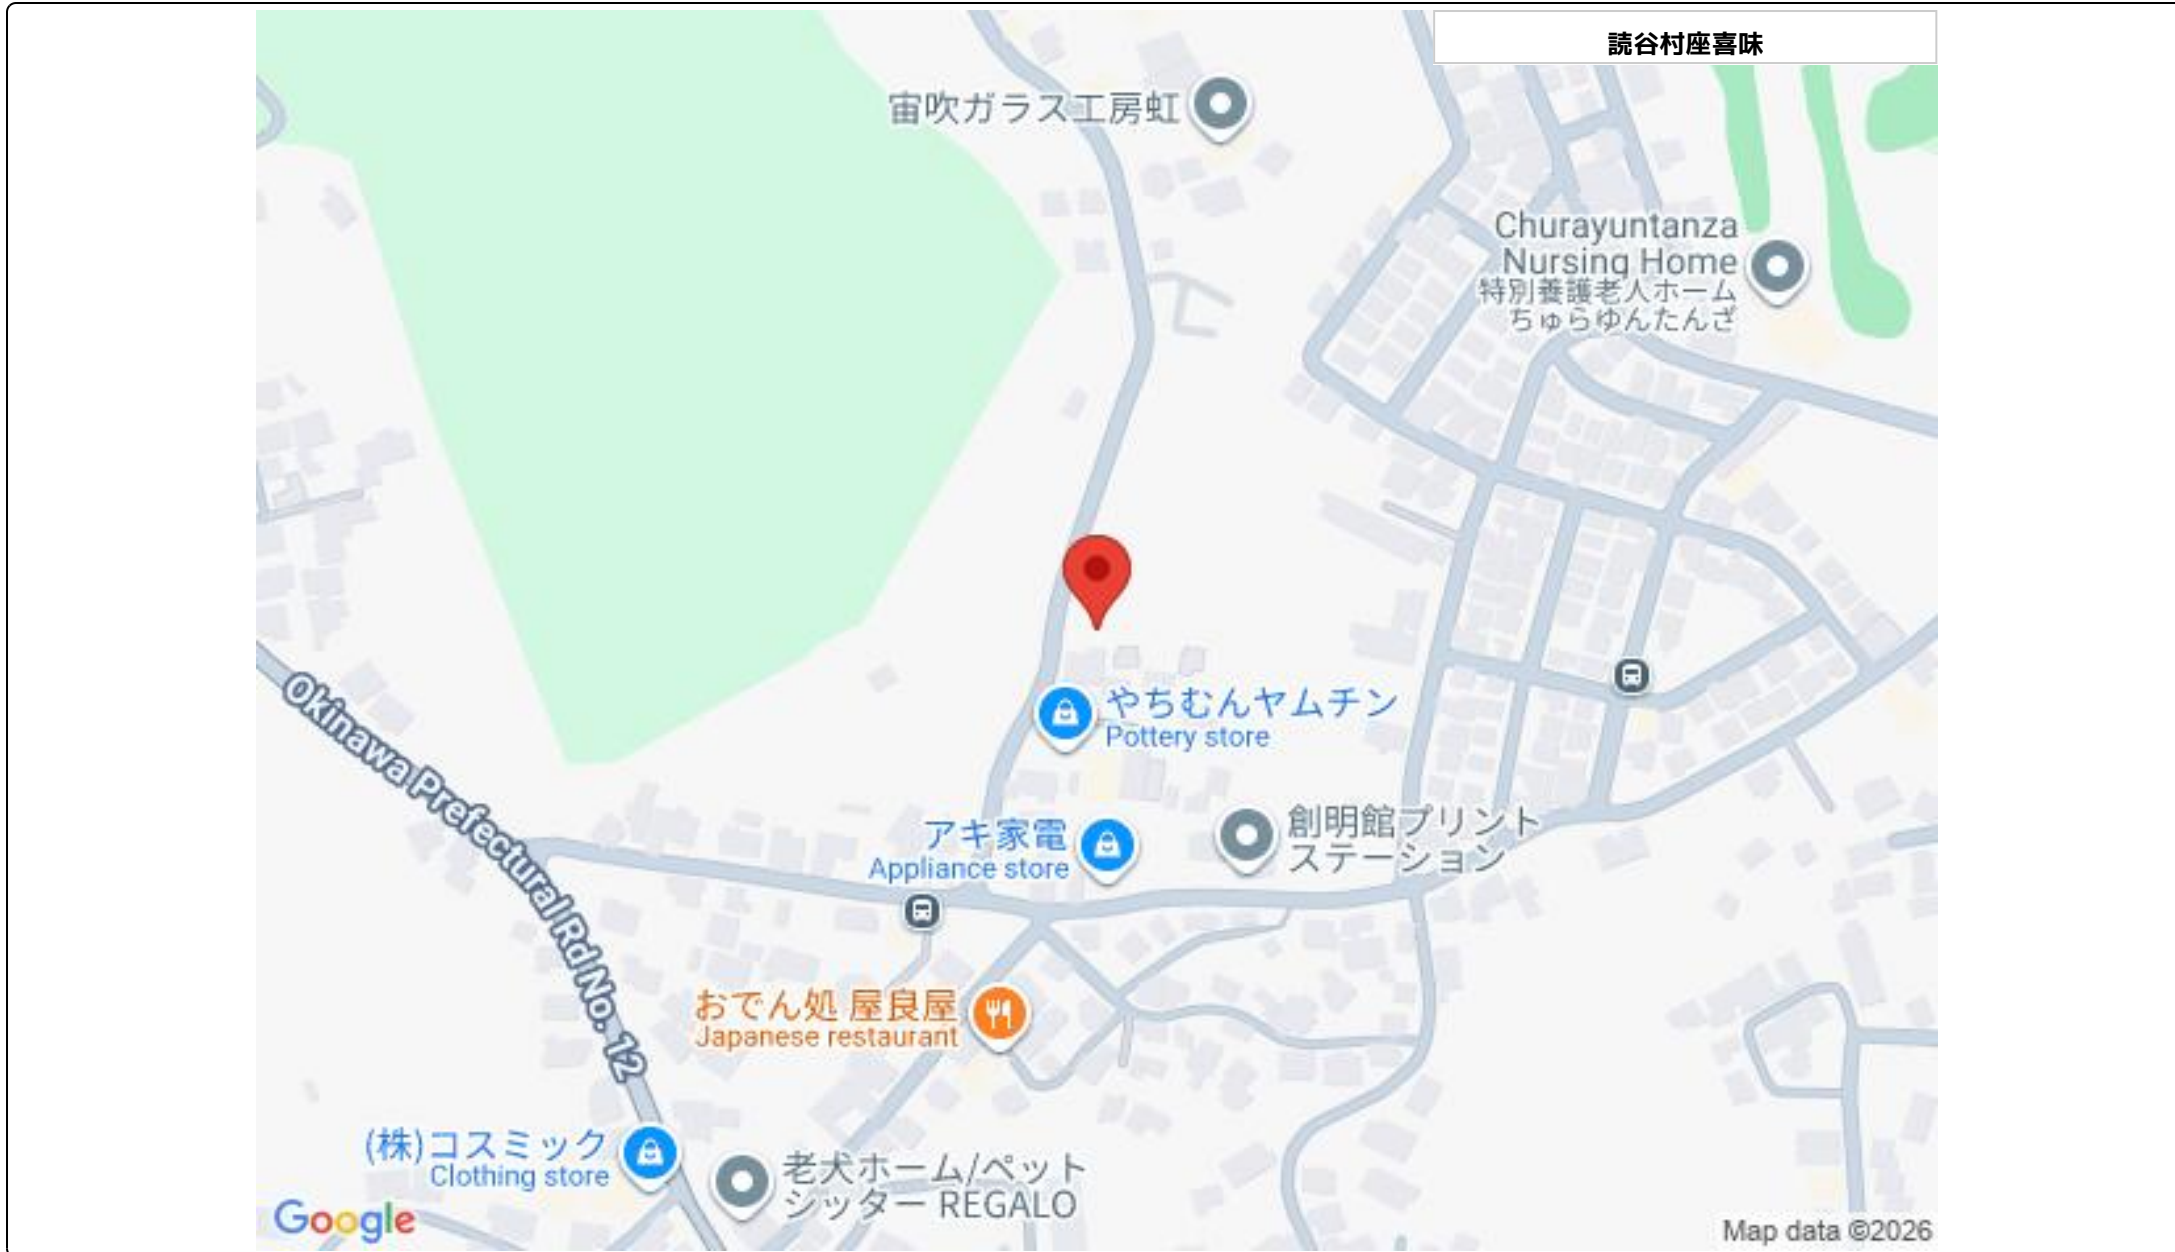 読谷村座喜味
宙吹ガラス工房虹
Churayuntanza
Nursing Home
特別養護老人ホーム
ちゅらゆんたんざ
やちむんヤムチン
Pottery store
Okinawa Prefectural Rd No. 12
アキ家電
Appliance store
創明館プリント
ステーション
おでん処 屋良屋
Japanese restaurant
(株)コスミック
Clothing store
老犬ホーム/ペット
シッター REGALO
Google
Map data ©2026